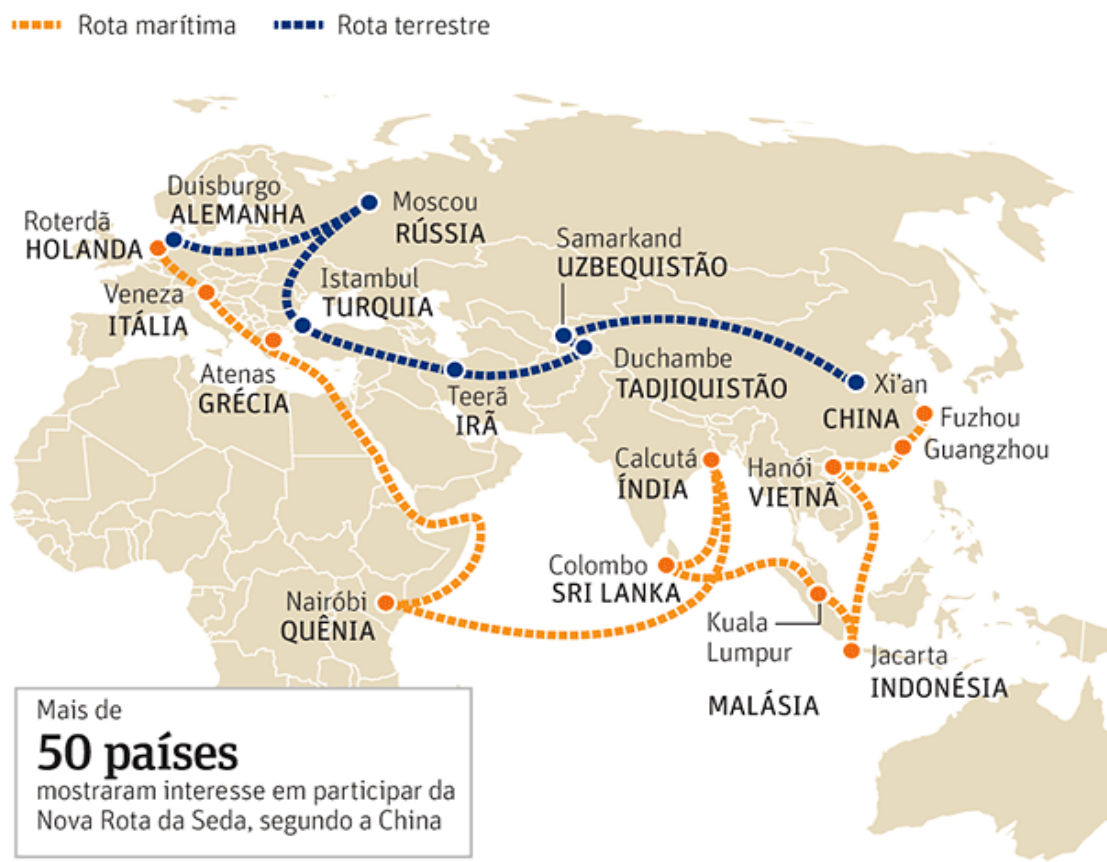 Rota marítima
Rota terrestre
Duisburgo
ALEMANHA
Roterdã
HOLANDA
Moscou
RÚSSIA
Samarkand
UZBEQUISTÃO
Veneza
ITÁLIA
Istambul
TURQUIA
Atenas
GRÉCIA
Teerã
IRÃ
Duchambe
TADJIQUISTÃO
Xi’an
CHINA
Fuzhou
Guangzhou
Calcutá
ÍNDIA
Hanói
VIETNÃ
Colombo
SRI LANKA
Nairóbi
QUÊNIA
Kuala
Lumpur
MALÁSIA
Jacarta
INDONÉSIA
Mais de
50 países
mostraram interesse em participar da
Nova Rota da Seda, segundo a China